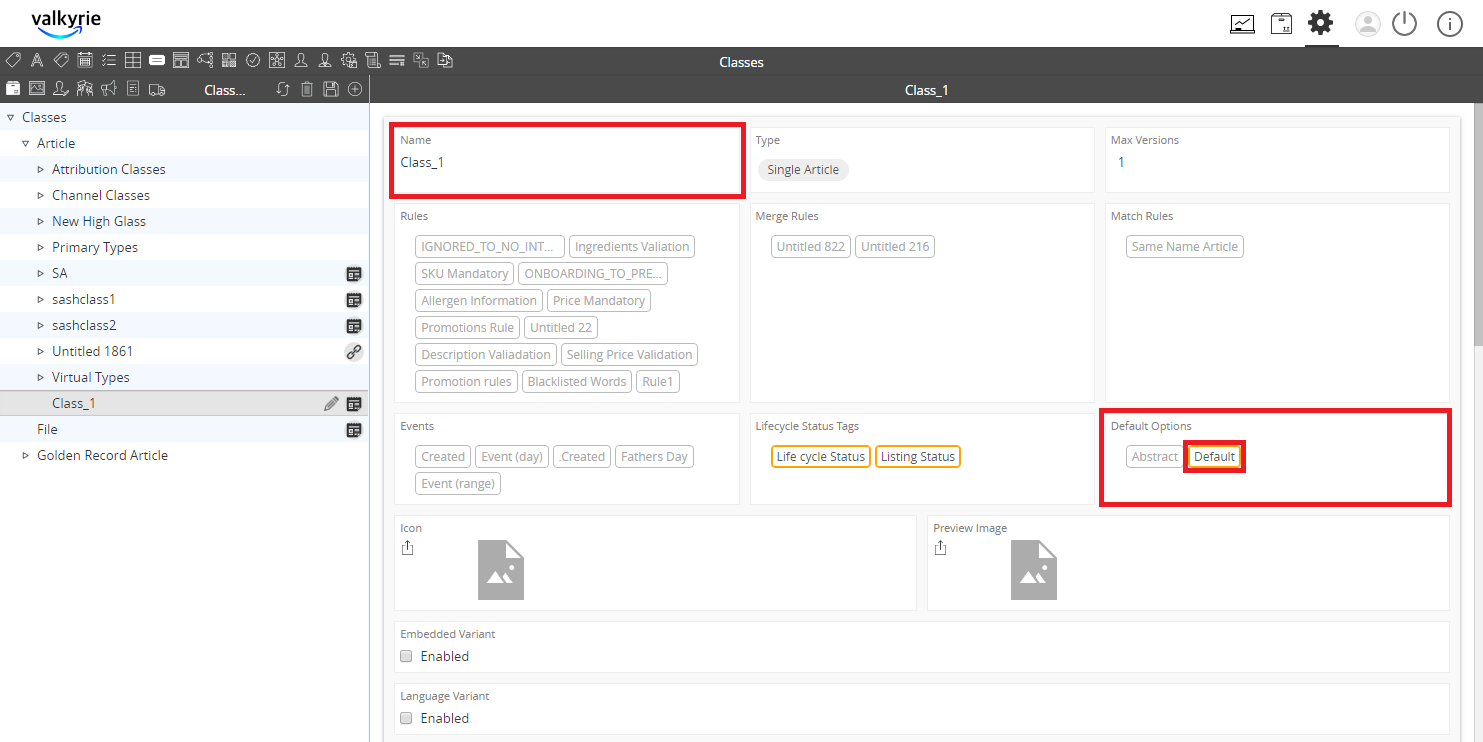 valkyrie
Classes
Class...
Class_1
Classes
Article
Attribution Classes
Channel Classes
New High Glass
Primary Types
SA
sashclass1
sashclass2
Untitled 1861
Virtual Types
Class_1
File
Golden Record Article
Name
Class_1
Type
Single Article
Max Versions
1
Rules
IGNORED_TO_NO_INT... Ingredients Valiation
SKU Mandatory ONBOARDING_TO_PRE...
Allergen Information Price Mandatory
Promotions Rule Untitled 22
Description Valiadation Selling Price Validation
Promotion rules Blacklisted Words Rule1
Merge Rules
Untitled 822 Untitled 216
Match Rules
Same Name Article
Events
Created Event (day) .Created Fathers Day
Event (range)
Lifecycle Status Tags
Life cycle Status Listing Status
Default Options
Abstract Default
Icon
Preview Image
Embedded Variant
Enabled
Language Variant
Enabled